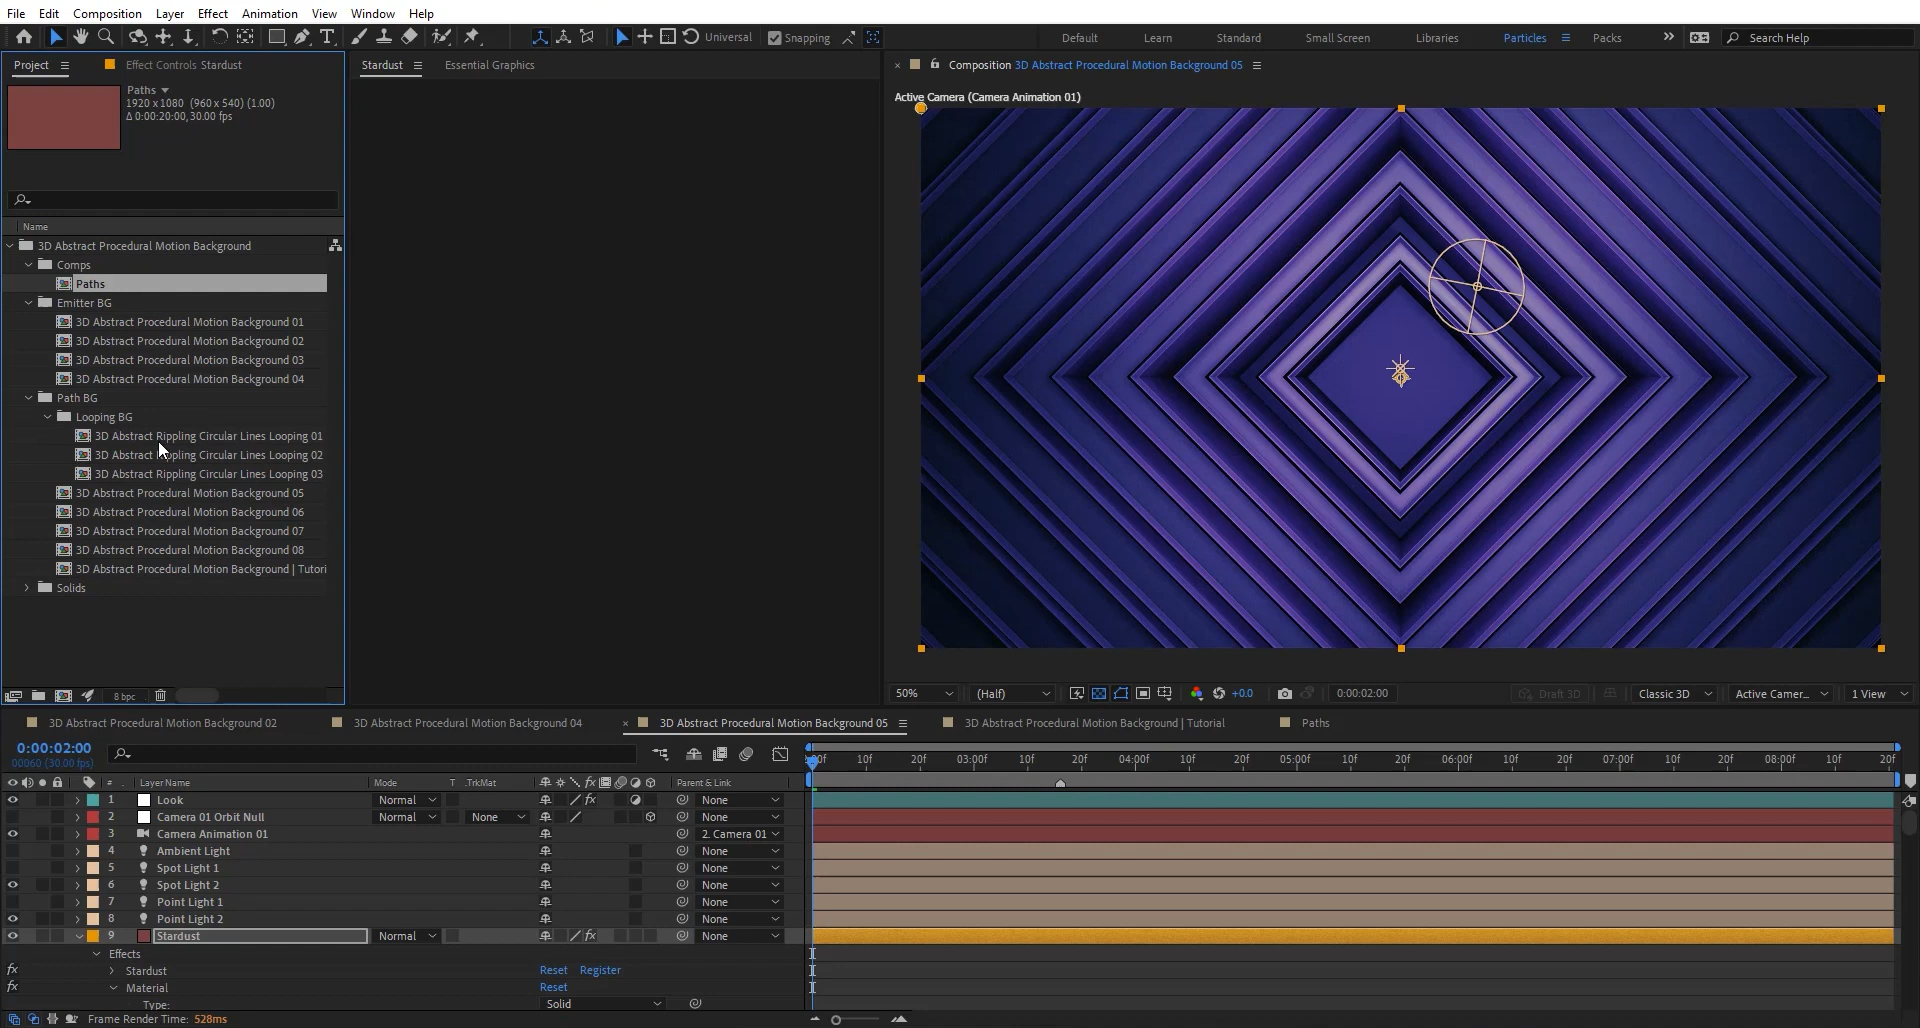 File Edit Composition Layer Effect Animation View Window Help
Universal Snapping Default Learn Standard Small Screen Libraries Particles Packs Search Help
Project Effect Controls Stardust
Stardust Essential Graphics
Composition 3D Abstract Procedural Motion Background 05
Paths
1920 x 1080 (960 x 540) (1.00)
Δ 0:00:20:00, 30.00 fps
Active Camera (Camera Animation 01)
Name
3D Abstract Procedural Motion Background
Comps
Paths
Emitter BG
3D Abstract Procedural Motion Background 01
3D Abstract Procedural Motion Background 02
3D Abstract Procedural Motion Background 03
3D Abstract Procedural Motion Background 04
Path BG
Looping BG
3D Abstract Rippling Circular Lines Looping 01
3D Abstract Rippling Circular Lines Looping 02
3D Abstract Rippling Circular Lines Looping 03
3D Abstract Procedural Motion Background 05
3D Abstract Procedural Motion Background 06
3D Abstract Procedural Motion Background 07
3D Abstract Procedural Motion Background 08
3D Abstract Procedural Motion Background | Tutori
Solids
8 bpc
50% (Half) +0.0 0:00:02:00 Draft 3D Classic 3D Active Camer... 1 View
3D Abstract Procedural Motion Background 02
3D Abstract Procedural Motion Background 04
3D Abstract Procedural Motion Background 05
3D Abstract Procedural Motion Background | Tutorial
Paths
0:00:02:00
00060 (30.00 fps)
10f 20f 03:00f 10f 20f 04:00f 10f 20f 05:00f 10f 20f 06:00f 10f 20f 07:00f 10f 20f 08:00f 10f 20f
# Layer Name Mode T .TrkMat fx Parent & Link
1 Look Normal fx None
2 Camera 01 Orbit Null Normal None None
3 Camera Animation 01 2. Camera 01
4 Ambient Light None
5 Spot Light 1 None
6 Spot Light 2 None
7 Point Light 1 None
8 Point Light 2 None
9 Stardust Normal fx None
Effects
fx Stardust Reset Register
fx Material Reset
Type: Solid
Frame Render Time: 528ms